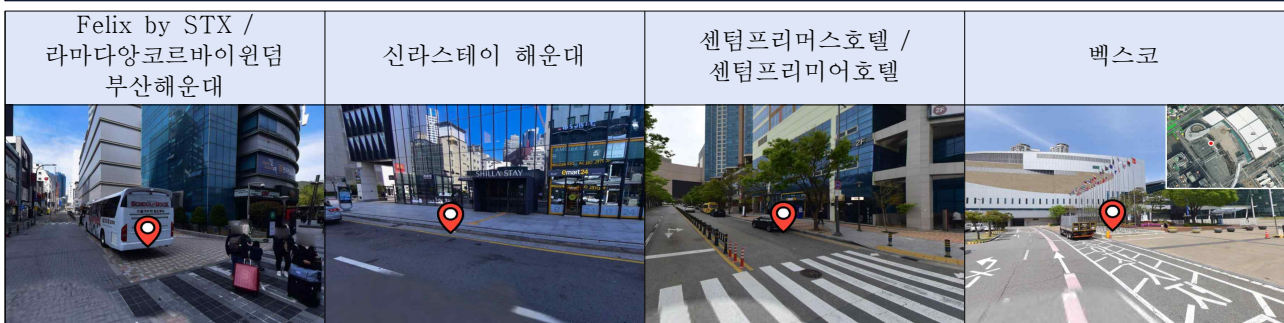 Felix by STX /
라마다앙코르바이윈덤
부산해운대
신라스테이 해운대
센텀프리머스호텔 /
센텀프리미어호텔
벡스코
SHILLA STAY
emart24
2F